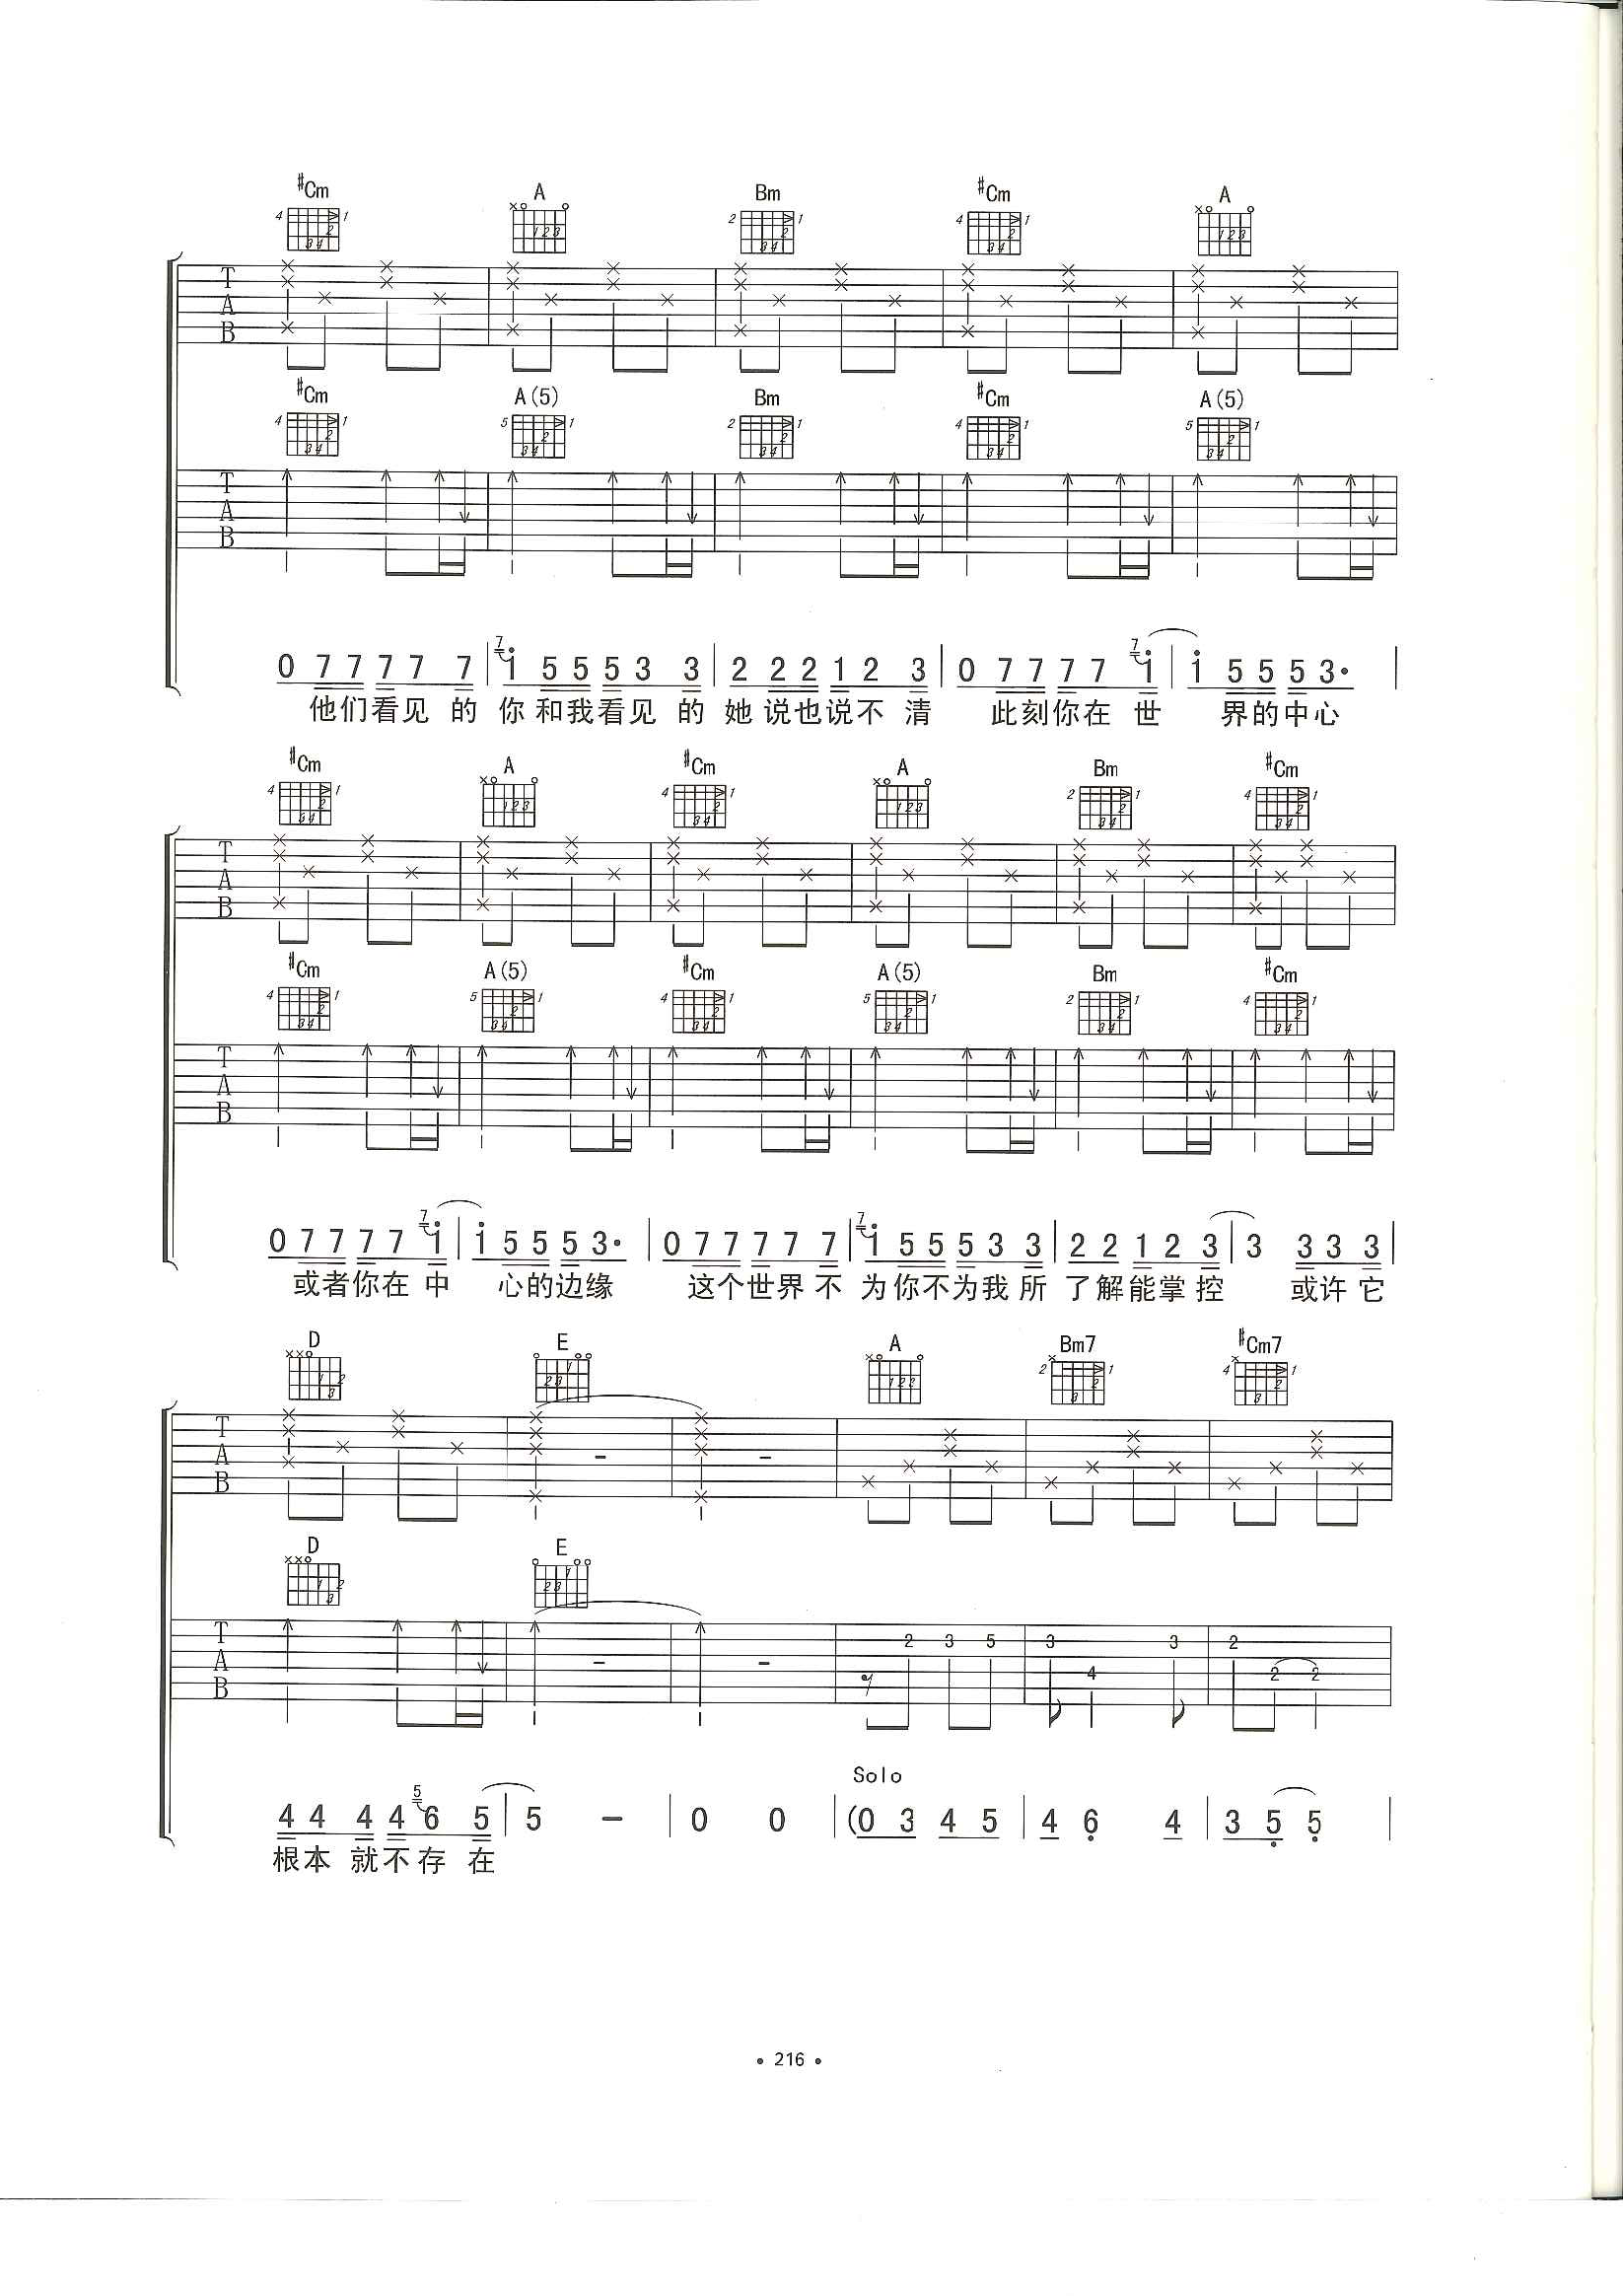 #Cm A Bm #Cm A
#Cm A(5) Bm #Cm A(5)
0 7 7 7 7 7 | 7 i 5 5 5 3 3 | 2 2 2 1 2 3 | 0 7 7 7 7 7 i | i 5 5 5 3· |
他们看见 的 你 和我看见 的 她 说也说不 清 此刻你在 世 界的中心
#Cm A #Cm A Bm #Cm
#Cm A(5) #Cm A(5) Bm #Cm
0 7 7 7 7 7 i | i 5 5 5 3· | 0 7 7 7 7 7 | 7 i 5 5 5 3 3 | 2 2 1 2 3 | 3 3 3 3 |
或者你在 中 心的边缘 这个世界 不 为你不为我 所 了解能掌 控 或许 它
D E A Bm7 #Cm7
D E
2 3 5 3 4 3 2 2 2
Solo
4 4 4 4 5 6 5 | 5 – | 0 0 | (0 3 4 5 | 4 6 4 | 3 5 5 |
根本 就不存 在
• 216 •